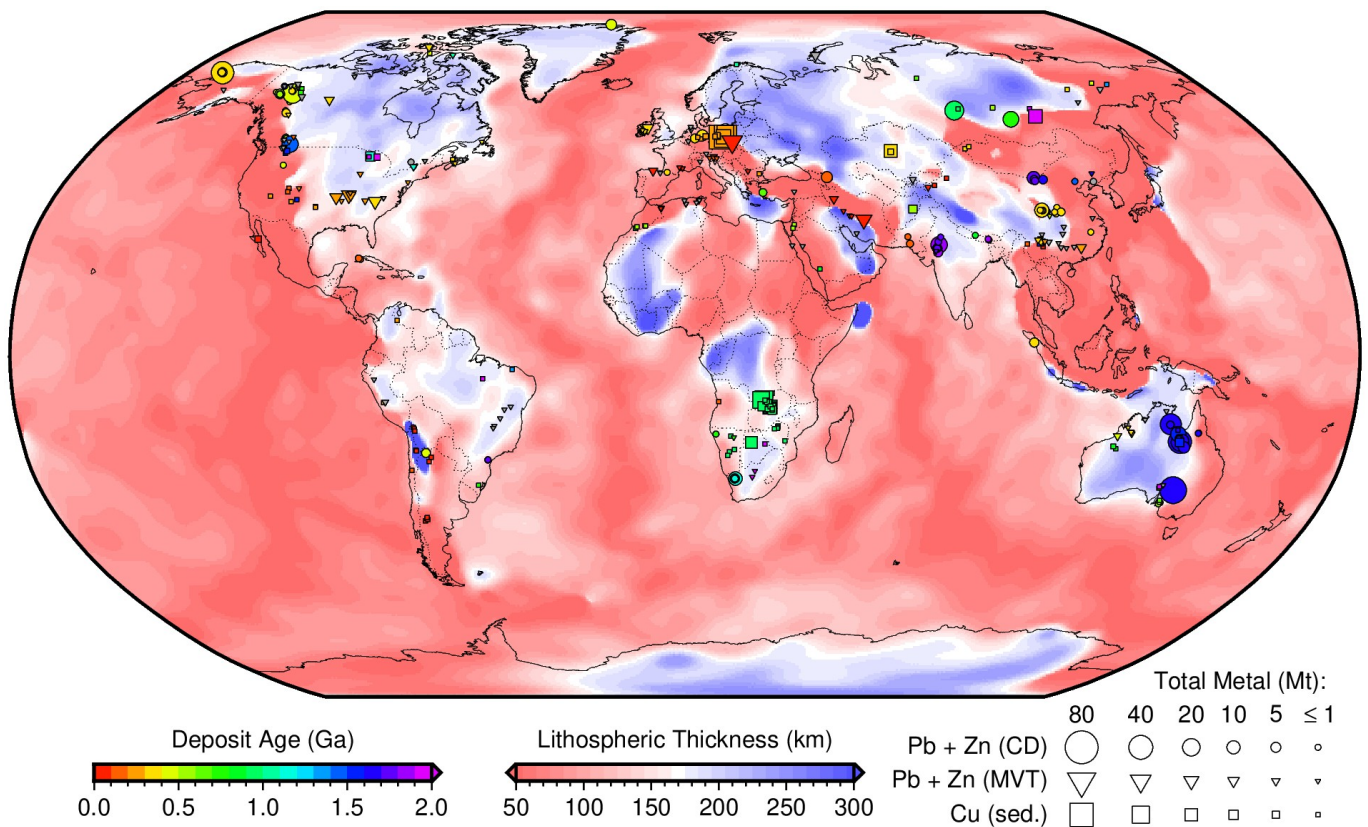 Total Metal (Mt):
80 40 20 10 5 ≤ 1
Deposit Age (Ga)
0.0 0.5 1.0 1.5 2.0
Lithospheric Thickness (km)
50 100 150 200 250 300
Pb + Zn (CD)
Pb + Zn (MVT)
Cu (sed.)